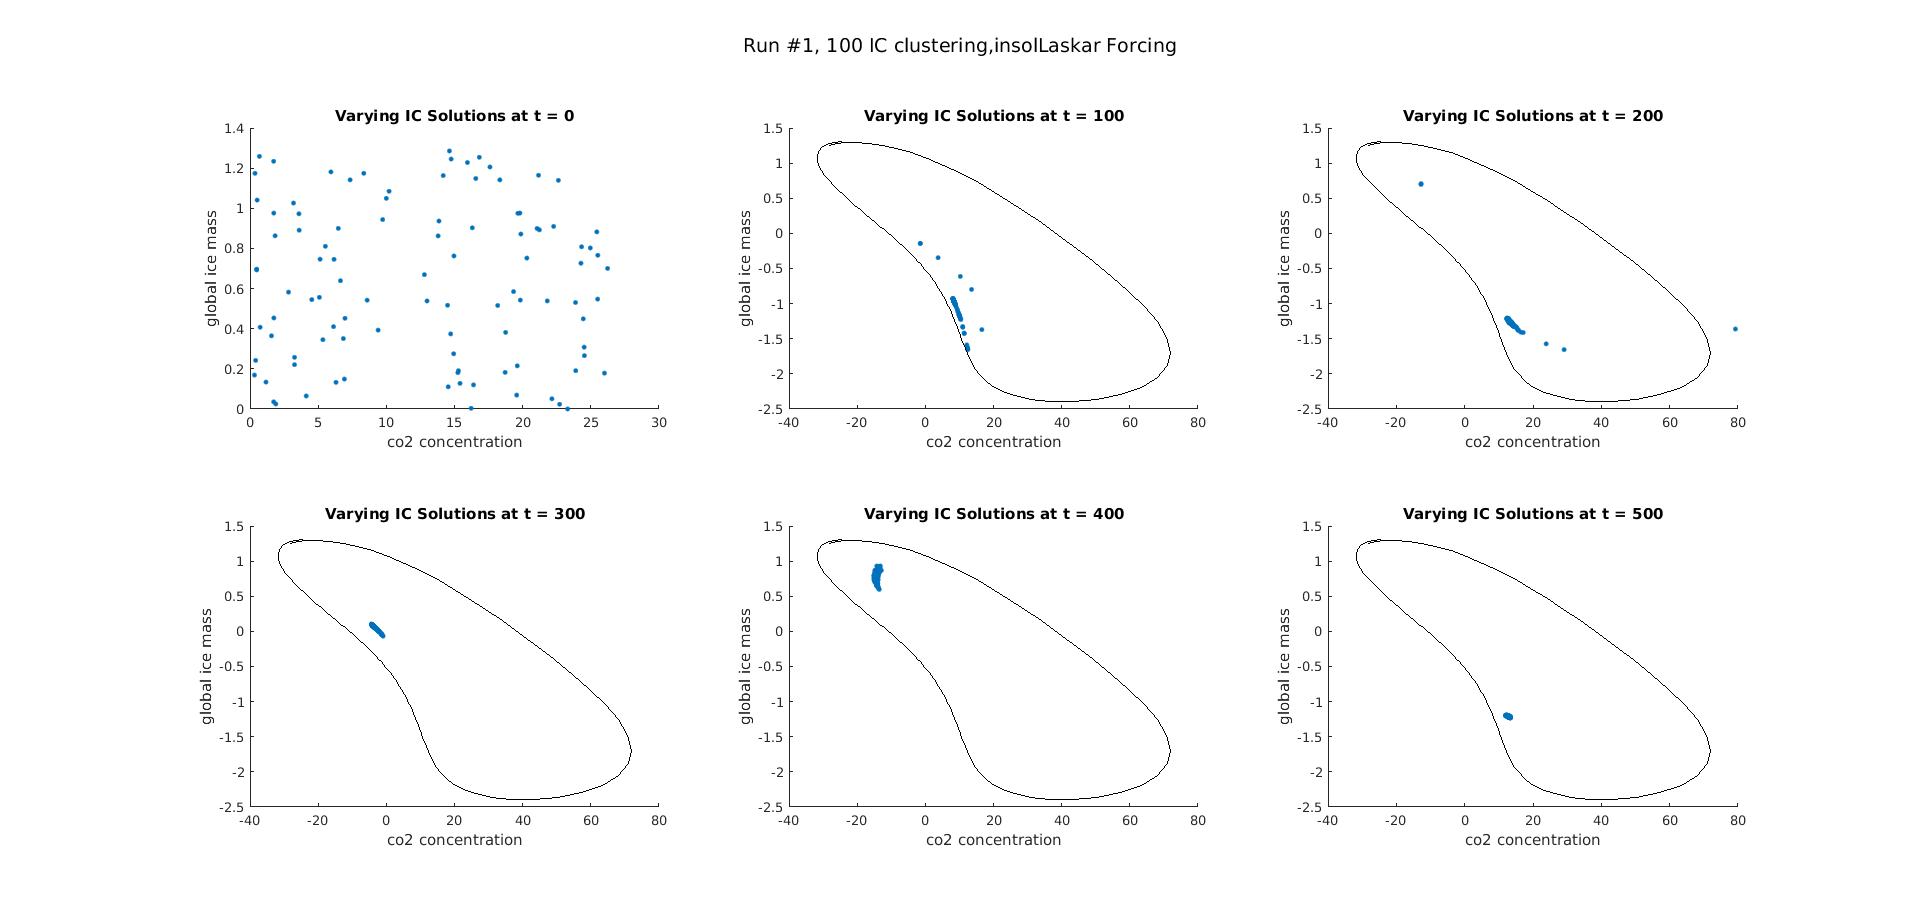 Run #1, 100 IC clustering,insolLaskar Forcing
Varying IC Solutions at t = 0
1.4
1.2
1
0.8
0.6
0.4
0.2
0
global ice mass
0 5 10 15 20 25 30
co2 concentration
Varying IC Solutions at t = 100
1.5
1
0.5
0
-0.5
-1
-1.5
-2
-2.5
global ice mass
-40 -20 0 20 40 60 80
co2 concentration
Varying IC Solutions at t = 200
1.5
1
0.5
0
-0.5
-1
-1.5
-2
-2.5
global ice mass
-40 -20 0 20 40 60 80
co2 concentration
Varying IC Solutions at t = 300
1.5
1
0.5
0
-0.5
-1
-1.5
-2
-2.5
global ice mass
-40 -20 0 20 40 60 80
co2 concentration
Varying IC Solutions at t = 400
1.5
1
0.5
0
-0.5
-1
-1.5
-2
-2.5
global ice mass
-40 -20 0 20 40 60 80
co2 concentration
Varying IC Solutions at t = 500
1.5
1
0.5
0
-0.5
-1
-1.5
-2
-2.5
global ice mass
-40 -20 0 20 40 60 80
co2 concentration